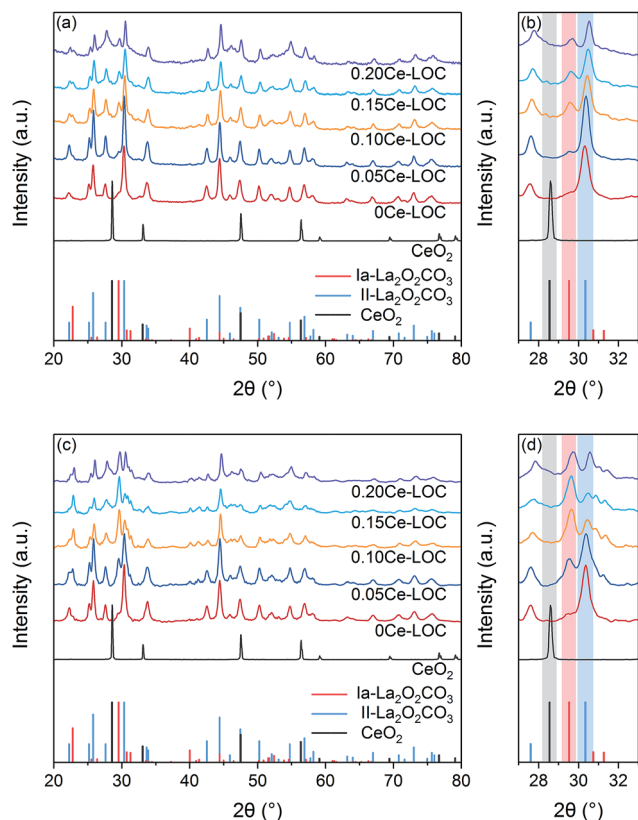 (a)
0.20Ce-LOC
0.15Ce-LOC
0.10Ce-LOC
0.05Ce-LOC
0Ce-LOC
CeO₂
Ia-La₂O₂CO₃
II-La₂O₂CO₃
CeO₂
Intensity (a.u.)
20 30 40 50 60 70 80
2θ (°)
(b)
Intensity (a.u.)
28 30 32
2θ (°)
(c)
0.20Ce-LOC
0.15Ce-LOC
0.10Ce-LOC
0.05Ce-LOC
0Ce-LOC
CeO₂
Ia-La₂O₂CO₃
II-La₂O₂CO₃
CeO₂
Intensity (a.u.)
20 30 40 50 60 70 80
2θ (°)
(d)
Intensity (a.u.)
28 30 32
2θ (°)